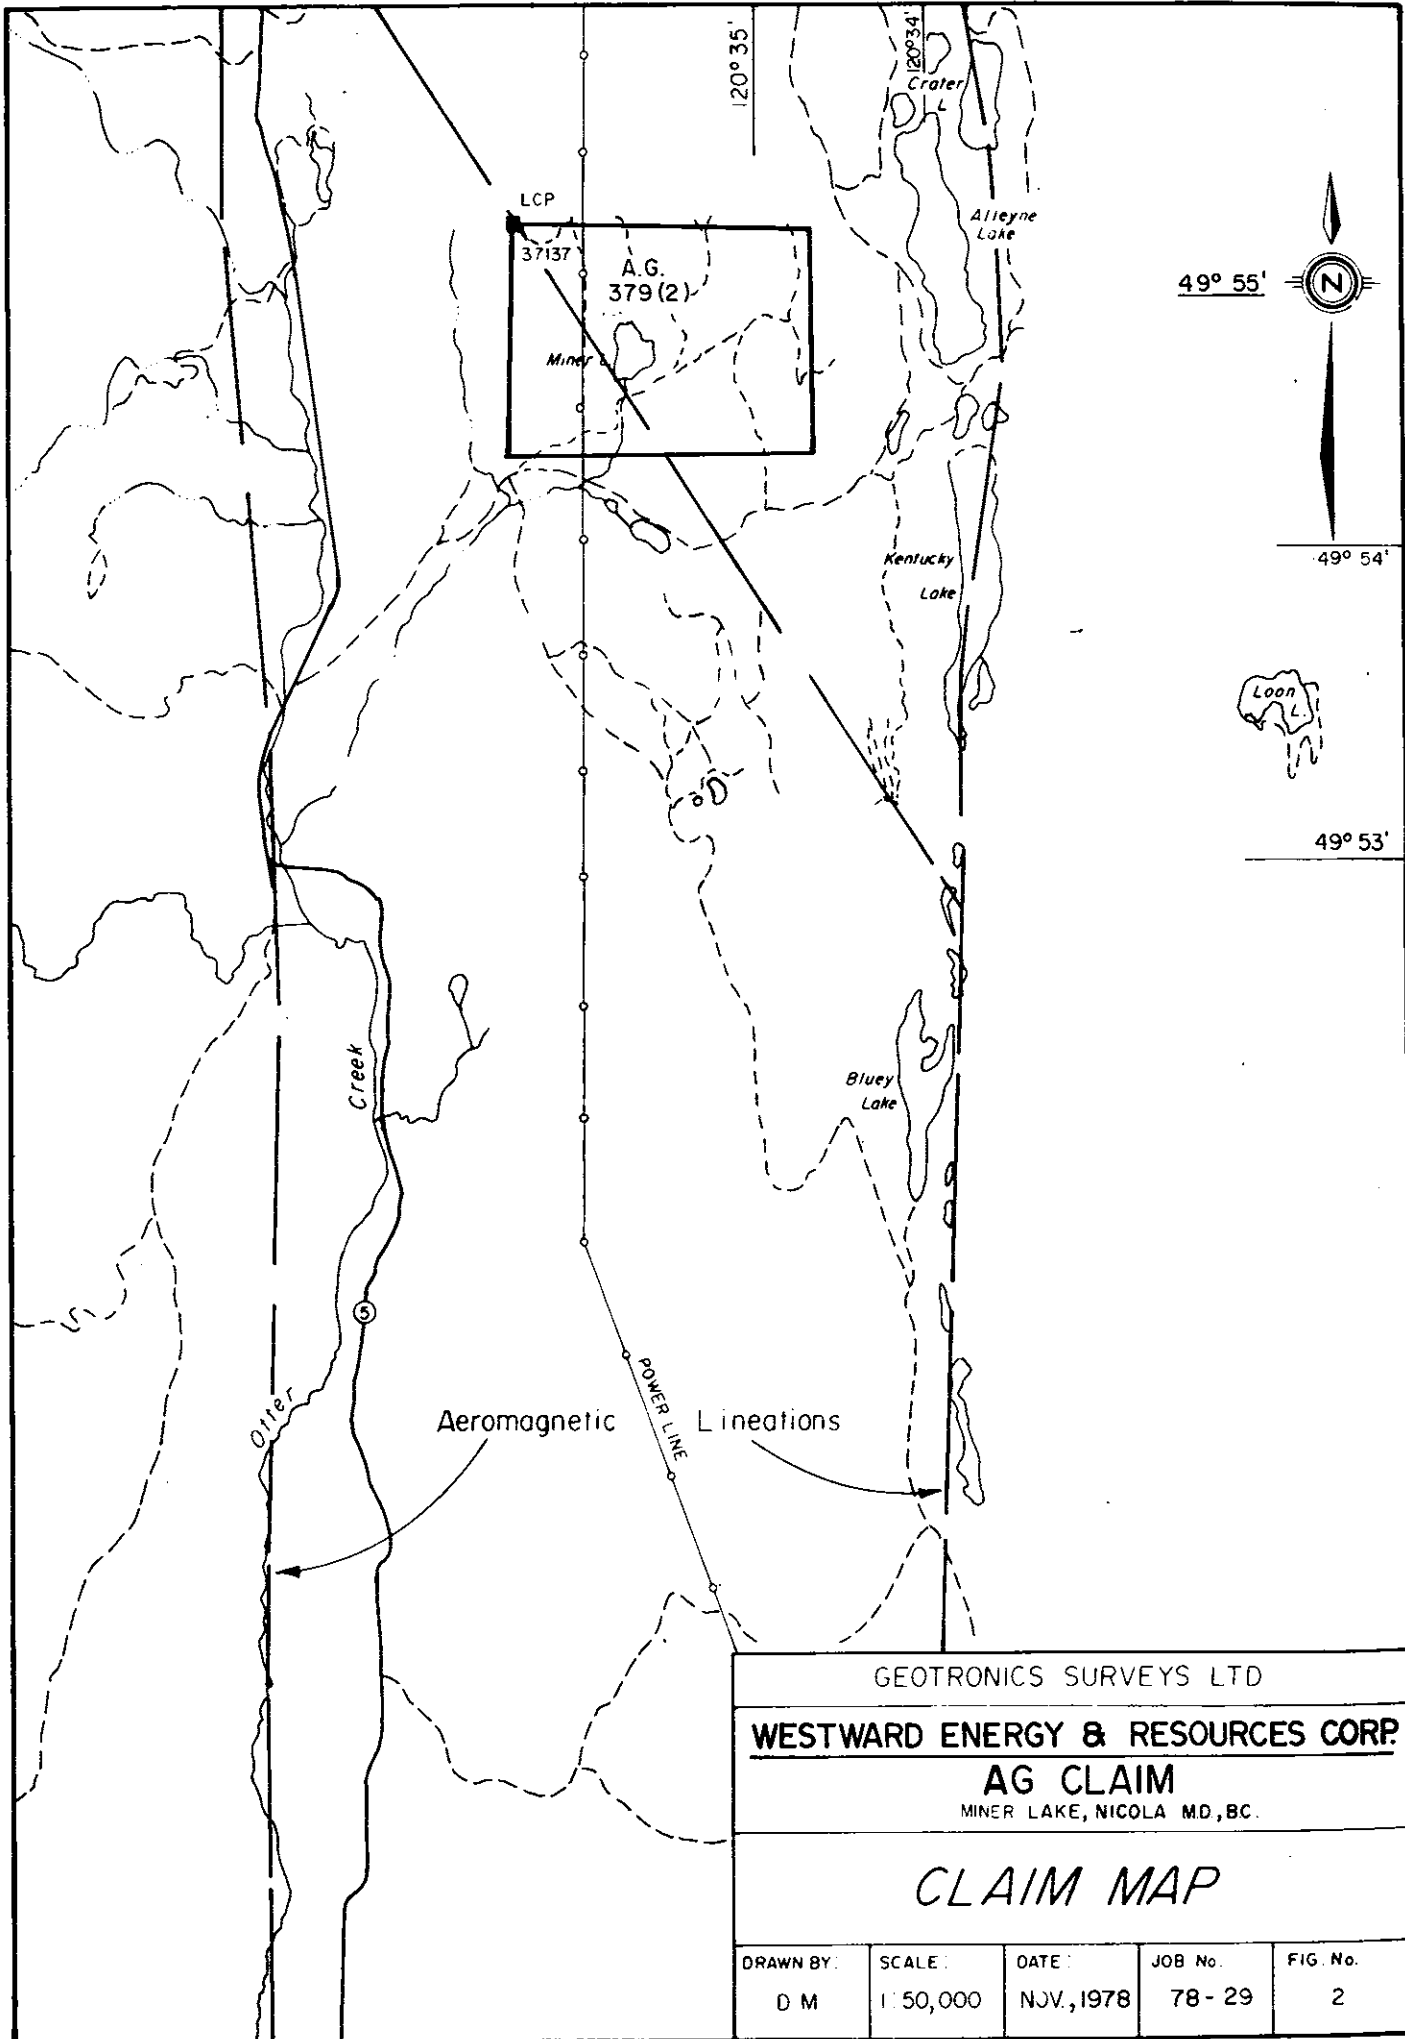 120° 35'
120° 34'
Crater
L
LCP
37137
A.G.
379 (2)
Miner L
Alleyne
Lake
49° 55'
N
49° 54'
Kentucky
Lake
Loon
L.
49° 53'
Creek
Bluey
Lake
5
Otter
POWER LINE
Aeromagnetic Lineations
GEOTRONICS SURVEYS LTD
WESTWARD ENERGY & RESOURCES CORP.
AG CLAIM
MINER LAKE, NICOLA M.D., BC.
CLAIM MAP
DRAWN BY: SCALE: DATE: JOB No. FIG. No.
D M 1:50,000 NOV., 1978 78-29 2